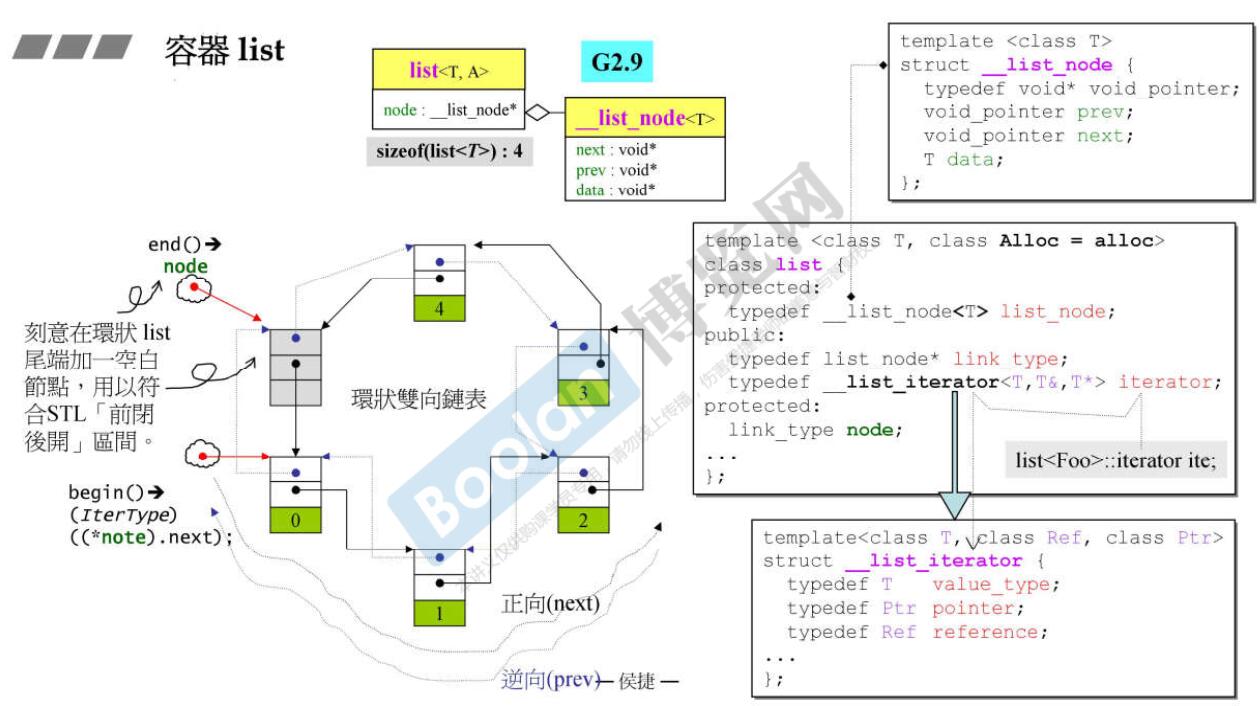 容器 list
G2.9
list<T, A>
node : __list_node*
sizeof(list<T>) : 4
__list_node<T>
next : void*
prev : void*
data : void*
template <class T>
struct __list_node {
typedef void* void_pointer;
void_pointer prev;
void_pointer next;
T data;
};
template <class T, class Alloc = alloc>
class list {
protected:
typedef __list_node<T> list_node;
public:
typedef list_node* link_type;
typedef __list_iterator<T,T&,T*> iterator;
protected:
link_type node;
...
};
list<Foo>::iterator ite;
template<class T, class Ref, class Ptr>
struct __list_iterator {
typedef T value_type;
typedef Ptr pointer;
typedef Ref reference;
...
};
end()➔
node
刻意在環狀 list
尾端加一空白
節點，用以符
合STL「前閉
後開」區間。
begin()➔
(IterType)
((*note).next);
環狀雙向鏈表
4
3
0
2
1
正向(next)
逆向(prev)
— 侯捷 —
Boolan
博览网